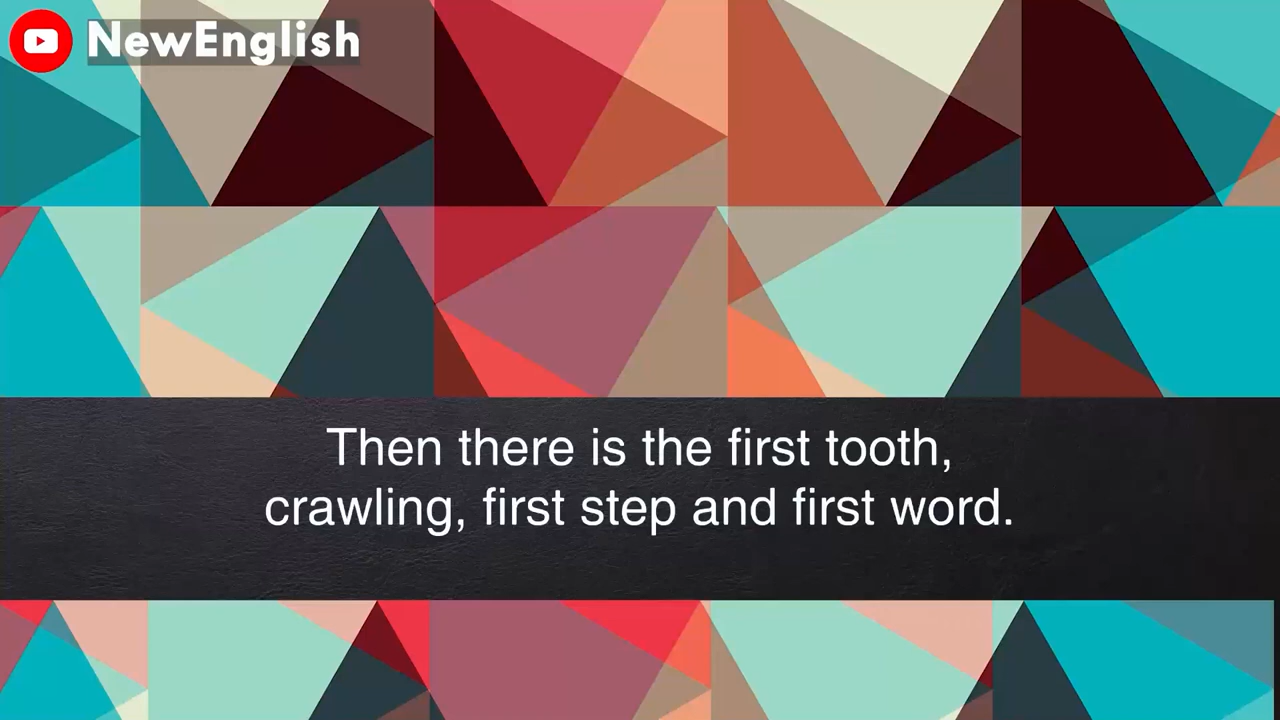 NewEnglish
Then there is the first tooth,
crawling, first step and first word.